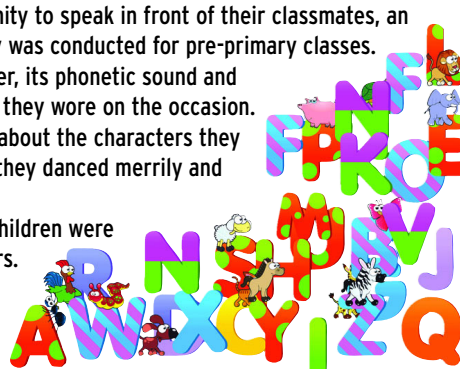 nity to speak in front of their classmates, an
y was conducted for pre-primary classes.
er, its phonetic sound and
they wore on the occasion.
about the characters they
they danced merrily and
children were
rs.
F L
F P N K O E
R N S H M B V J
A W D X C Y I Z Q